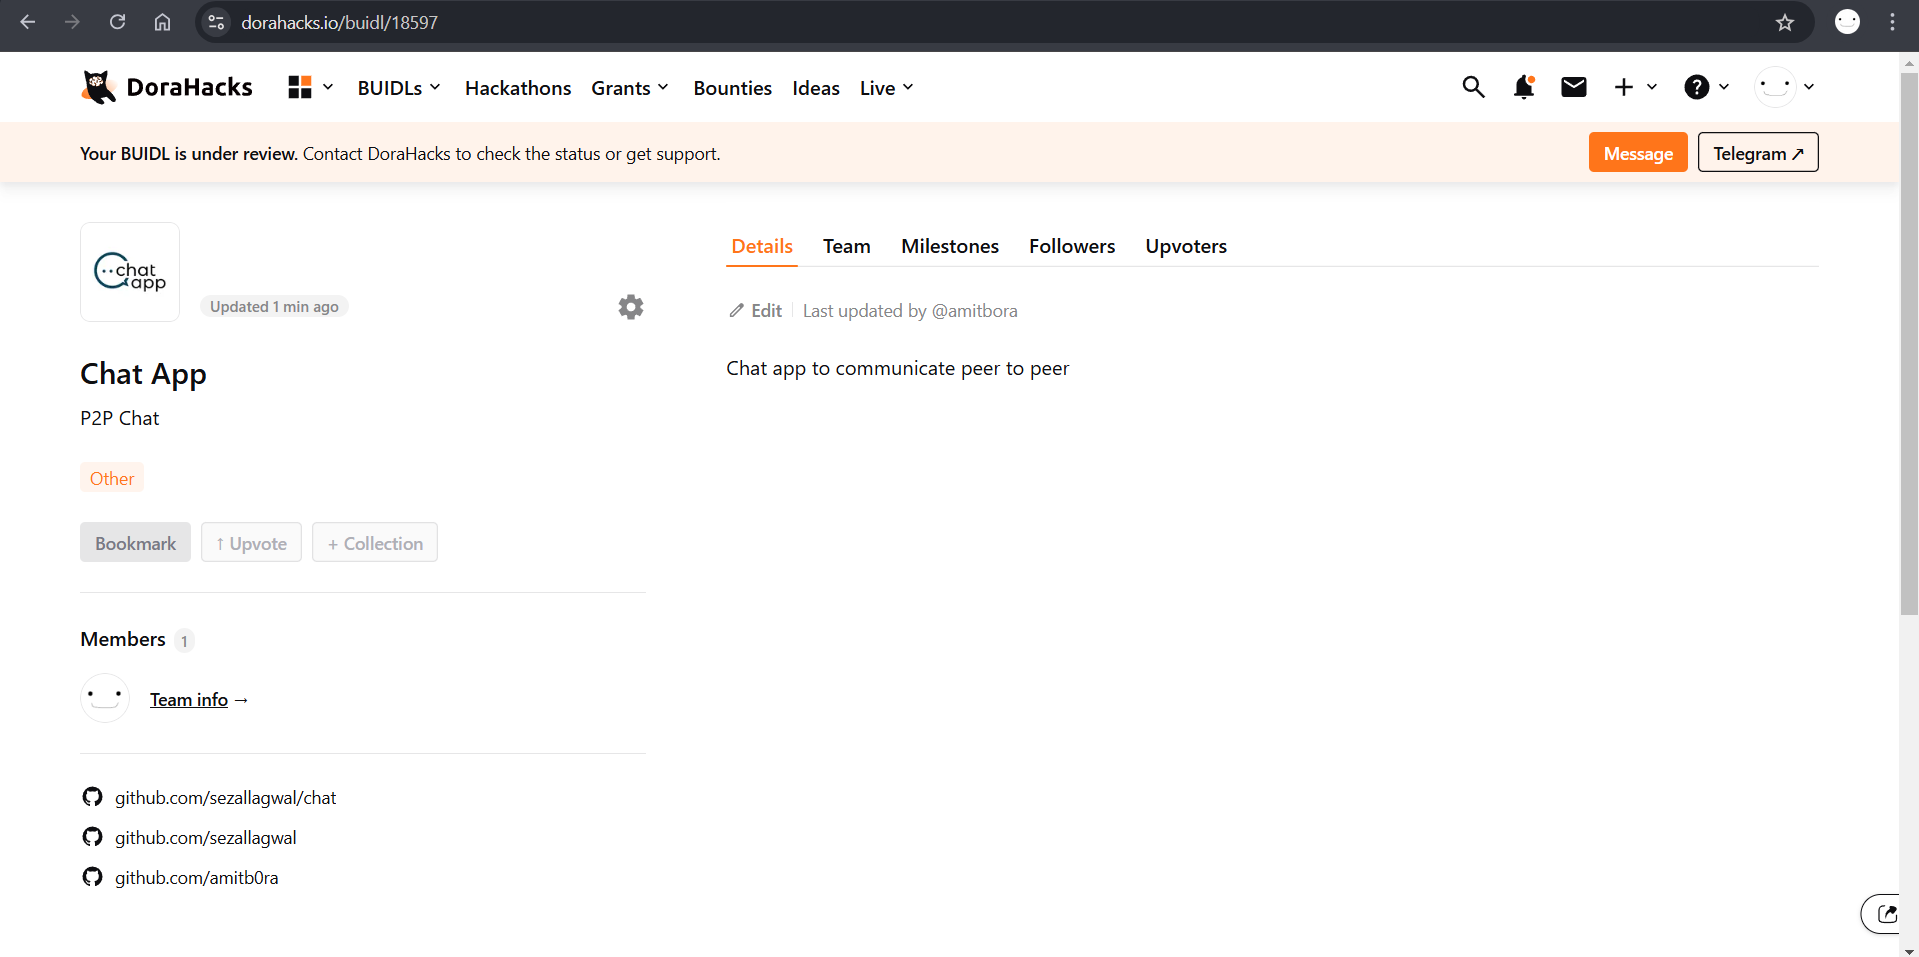 dorahacks.io/buidl/18597
DoraHacks BUIDLs Hackathons Grants Bounties Ideas Live
Your BUIDL is under review. Contact DoraHacks to check the status or get support. Message Telegram ↗
chat
app
Updated 1 min ago
Chat App
P2P Chat
Other
Bookmark ↑ Upvote + Collection
Members 1
Team info →
github.com/sezallagwal/chat
github.com/sezallagwal
github.com/amitb0ra
Details Team Milestones Followers Upvoters
Edit Last updated by @amitbora
Chat app to communicate peer to peer